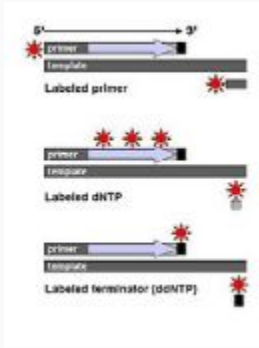 5' 3'
primer
template
Labeled primer
primer
template
Labeled dNTP
primer
template
Labeled terminator (ddNTP)